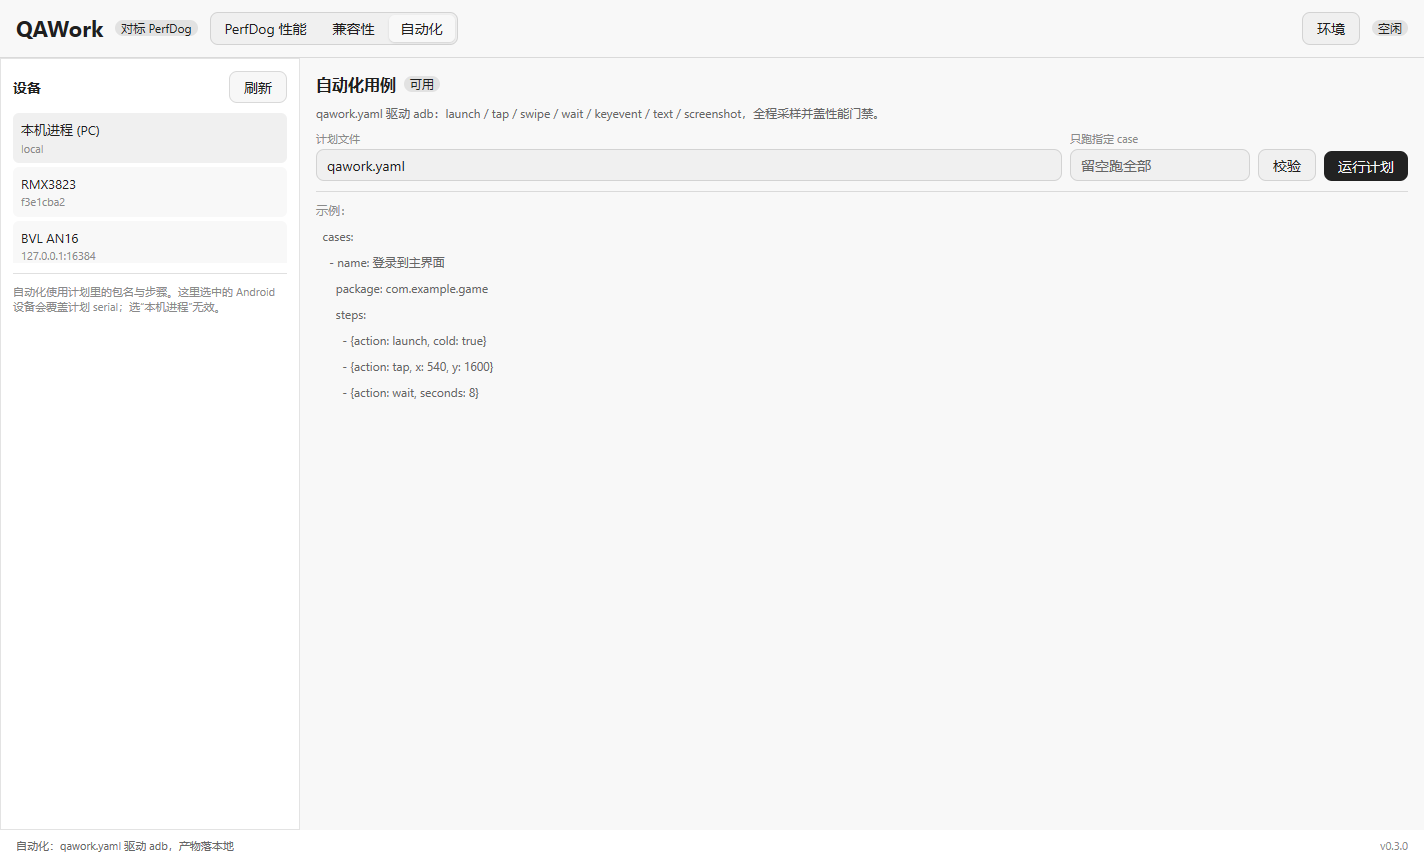 QAWork 对标 PerfDog PerfDog 性能 兼容性 自动化 环境 空闲
设备 刷新
本机进程 (PC)
local
RMX3823
f3e1cba2
BVL AN16
127.0.0.1:16384
自动化使用计划里的包名与步骤。这里选中的 Android
设备会覆盖计划 serial；选“本机进程”无效。
自动化用例 可用
qawork.yaml 驱动 adb：launch / tap / swipe / wait / keyevent / text / screenshot，全程采样并盖性能门禁。
计划文件 只跑指定 case
qawork.yaml 留空跑全部 校验 运行计划
示例：
cases:
- name: 登录到主界面
package: com.example.game
steps:
- {action: launch, cold: true}
- {action: tap, x: 540, y: 1600}
- {action: wait, seconds: 8}
自动化：qawork.yaml 驱动 adb，产物落本地 v0.3.0